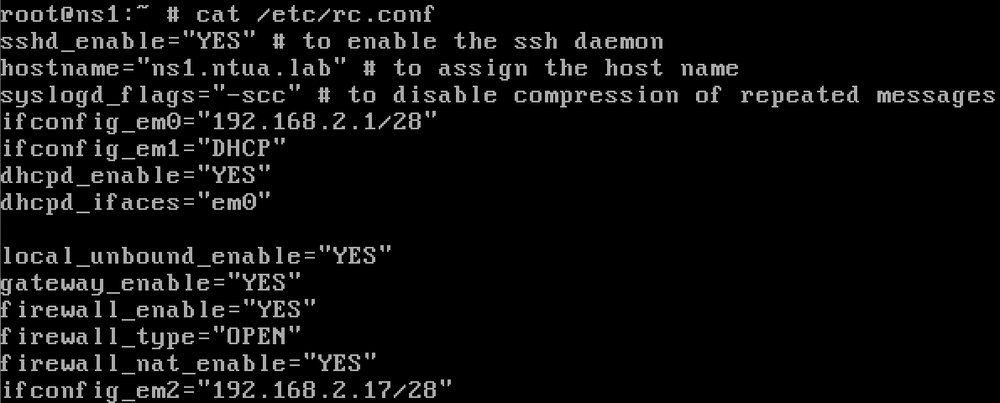 root@ns1:~ # cat /etc/rc.conf
sshd_enable="YES" # to enable the ssh daemon
hostname="ns1.ntua.lab" # to assign the host name
syslogd_flags="-scc" # to disable compression of repeated messages
ifconfig_em0="192.168.2.1/28"
ifconfig_em1="DHCP"
dhcpd_enable="YES"
dhcpd_ifaces="em0"
local_unbound_enable="YES"
gateway_enable="YES"
firewall_enable="YES"
firewall_type="OPEN"
firewall_nat_enable="YES"
ifconfig_em2="192.168.2.17/28"